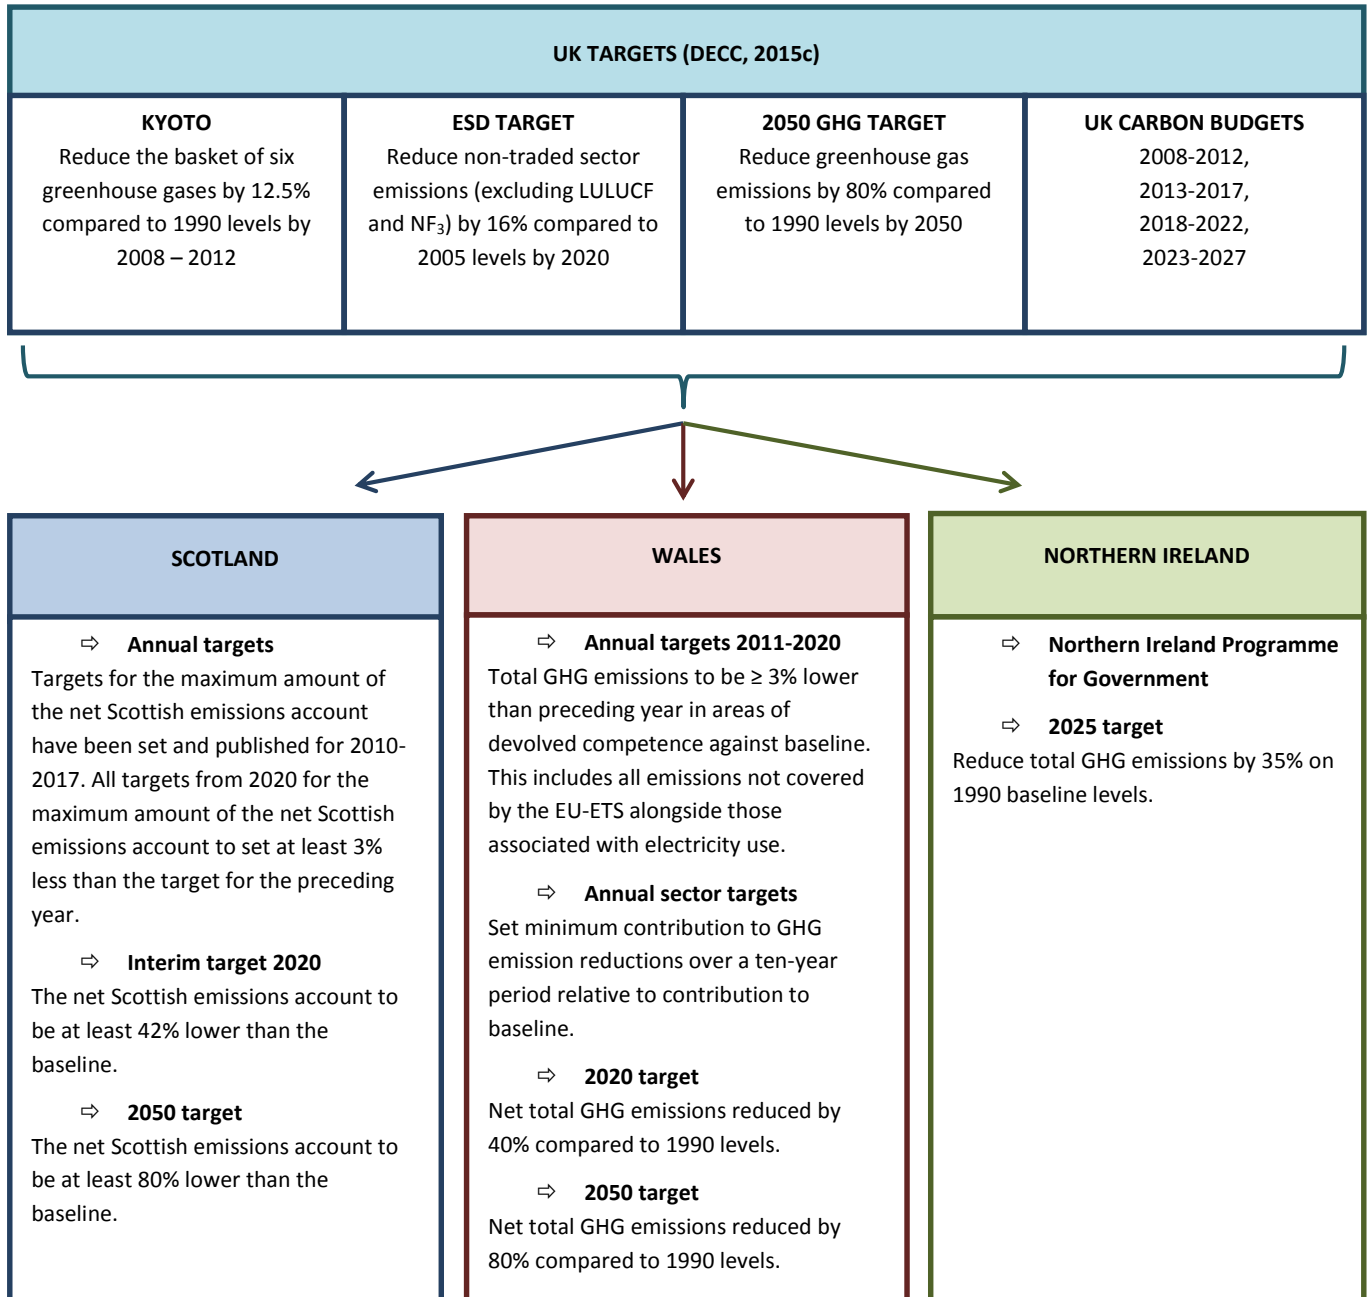 UK TARGETS (DECC, 2015c)
KYOTO
Reduce the basket of six
greenhouse gases by 12.5%
compared to 1990 levels by
2008 – 2012
ESD TARGET
Reduce non-traded sector
emissions (excluding LULUCF
and NF₃) by 16% compared to
2005 levels by 2020
2050 GHG TARGET
Reduce greenhouse gas
emissions by 80% compared
to 1990 levels by 2050
UK CARBON BUDGETS
2008-2012,
2013-2017,
2018-2022,
2023-2027
SCOTLAND
⇨ Annual targets
Targets for the maximum amount of
the net Scottish emissions account
have been set and published for 2010-
2017. All targets from 2020 for the
maximum amount of the net Scottish
emissions account to set at least 3%
less than the target for the preceding
year.
⇨ Interim target 2020
The net Scottish emissions account to
be at least 42% lower than the
baseline.
⇨ 2050 target
The net Scottish emissions account to
be at least 80% lower than the
baseline.
WALES
⇨ Annual targets 2011-2020
Total GHG emissions to be ≥ 3% lower
than preceding year in areas of
devolved competence against baseline.
This includes all emissions not covered
by the EU-ETS alongside those
associated with electricity use.
⇨ Annual sector targets
Set minimum contribution to GHG
emission reductions over a ten-year
period relative to contribution to
baseline.
⇨ 2020 target
Net total GHG emissions reduced by
40% compared to 1990 levels.
⇨ 2050 target
Net total GHG emissions reduced by
80% compared to 1990 levels.
NORTHERN IRELAND
⇨ Northern Ireland Programme
for Government
⇨ 2025 target
Reduce total GHG emissions by 35% on
1990 baseline levels.